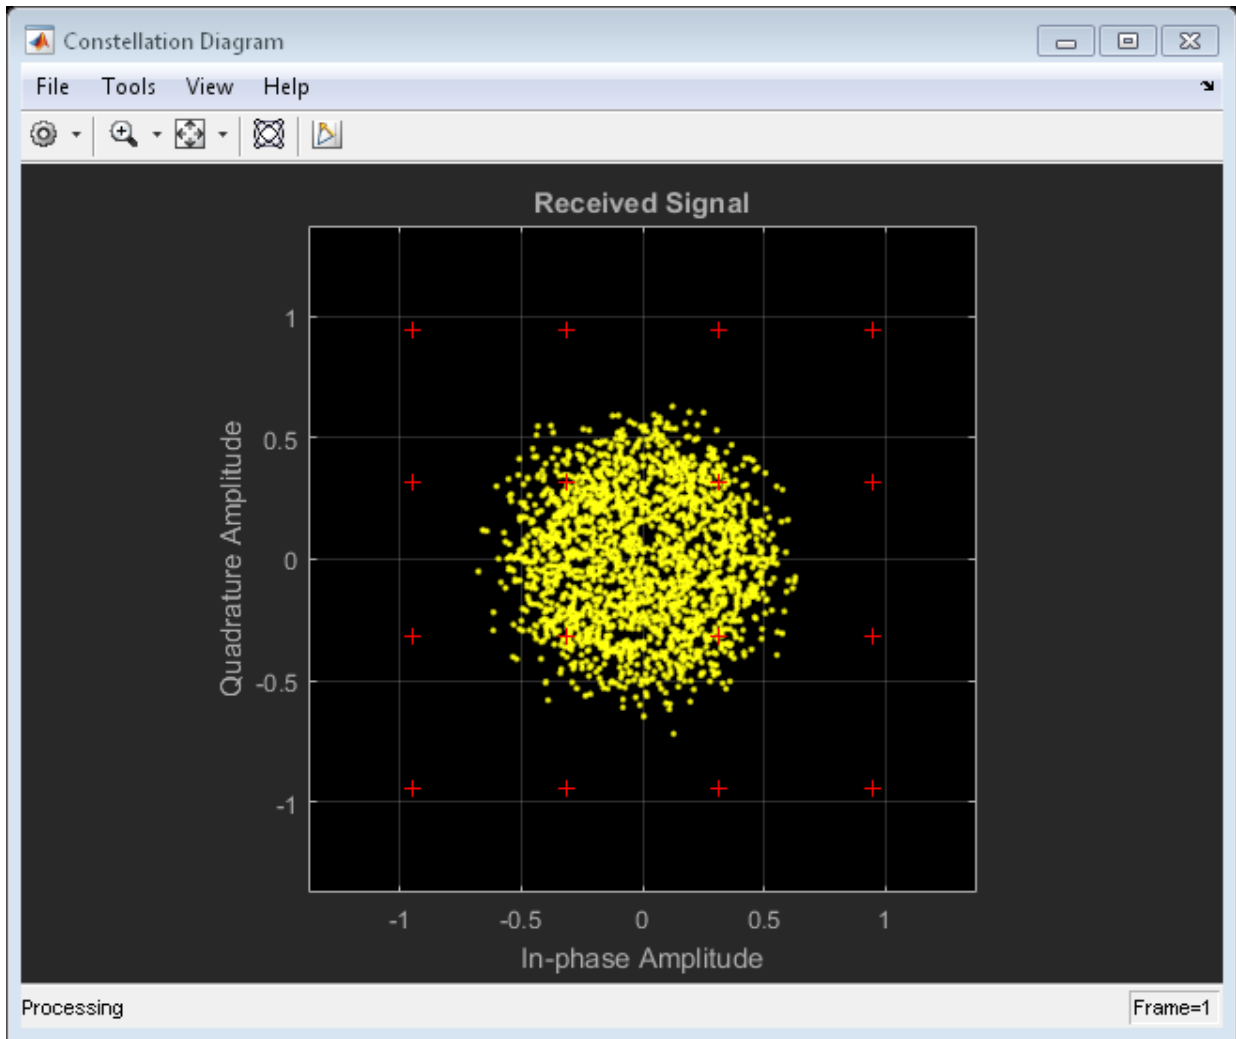 Constellation Diagram
File Tools View Help
Received Signal
1
0.5
0
-0.5
-1
Quadrature Amplitude
-1 -0.5 0 0.5 1
In-phase Amplitude
Processing Frame=1